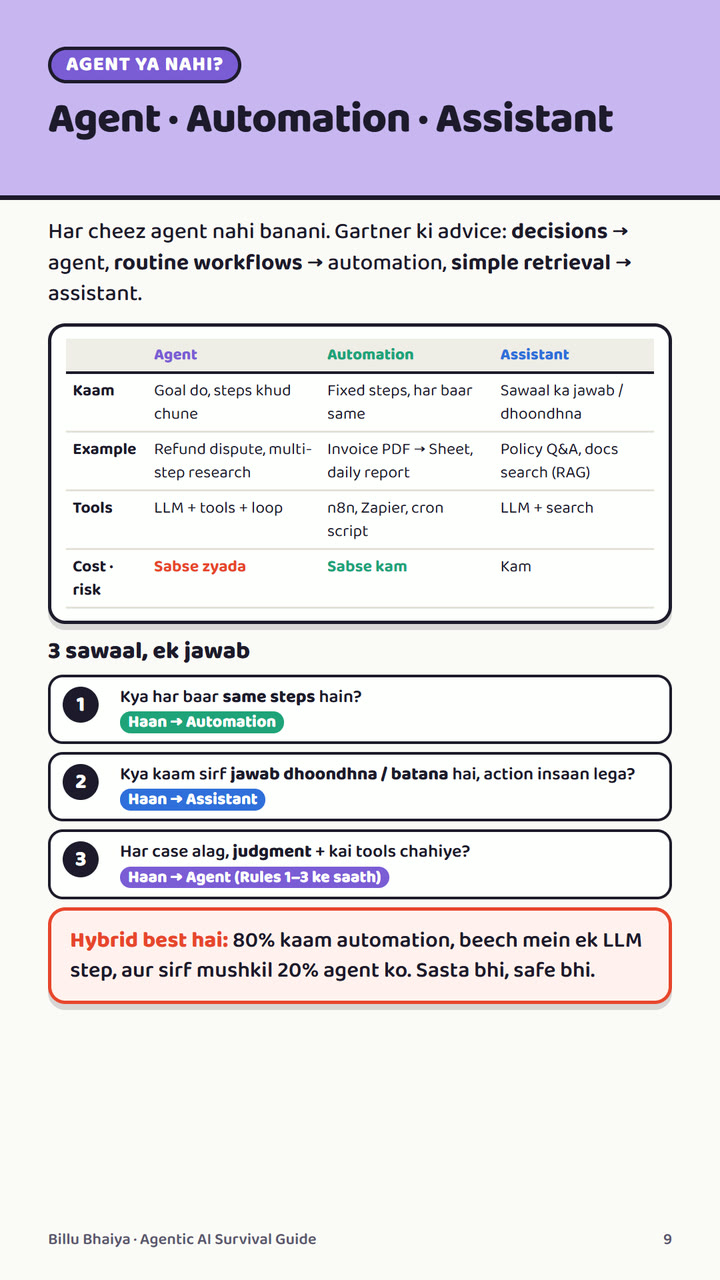 AGENT YA NAHI?
Agent · Automation · Assistant
Har cheez agent nahi banani. Gartner ki advice: decisions →
agent, routine workflows → automation, simple retrieval →
assistant.
Agent Automation Assistant
Kaam Goal do, steps khud chune Fixed steps, har baar same Sawaal ka jawab / dhoondhna
Example Refund dispute, multi-step research Invoice PDF → Sheet, daily report Policy Q&A, docs search (RAG)
Tools LLM + tools + loop n8n, Zapier, cron script LLM + search
Cost · risk Sabse zyada Sabse kam Kam
3 sawaal, ek jawab
1 Kya har baar same steps hain?
Haan → Automation
2 Kya kaam sirf jawab dhoondhna / batana hai, action insaan lega?
Haan → Assistant
3 Har case alag, judgment + kai tools chahiye?
Haan → Agent (Rules 1–3 ke saath)
Hybrid best hai: 80% kaam automation, beech mein ek LLM
step, aur sirf mushkil 20% agent ko. Sasta bhi, safe bhi.
Billu Bhaiya · Agentic AI Survival Guide 9